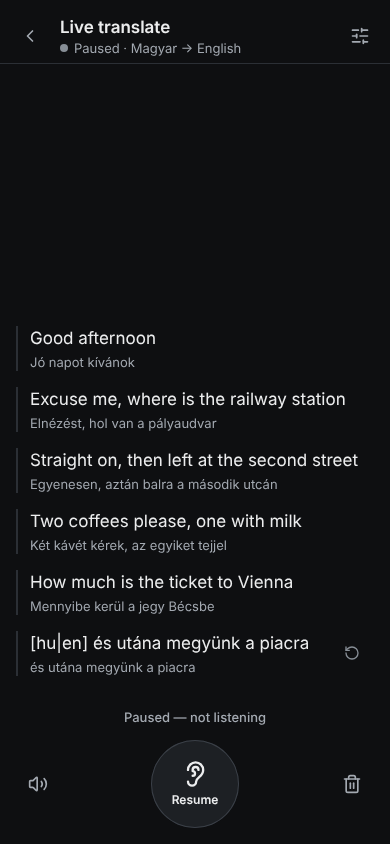 Live translate
Paused · Magyar → English
Good afternoon
Jó napot kívánok
Excuse me, where is the railway station
Elnézést, hol van a pályaudvar
Straight on, then left at the second street
Egyenesen, aztán balra a második utcán
Two coffees please, one with milk
Két kávét kérek, az egyiket tejjel
How much is the ticket to Vienna
Mennyibe kerül a jegy Bécsbe
[hu|en] és utána megyünk a piacra
és utána megyünk a piacra
Paused — not listening
Resume